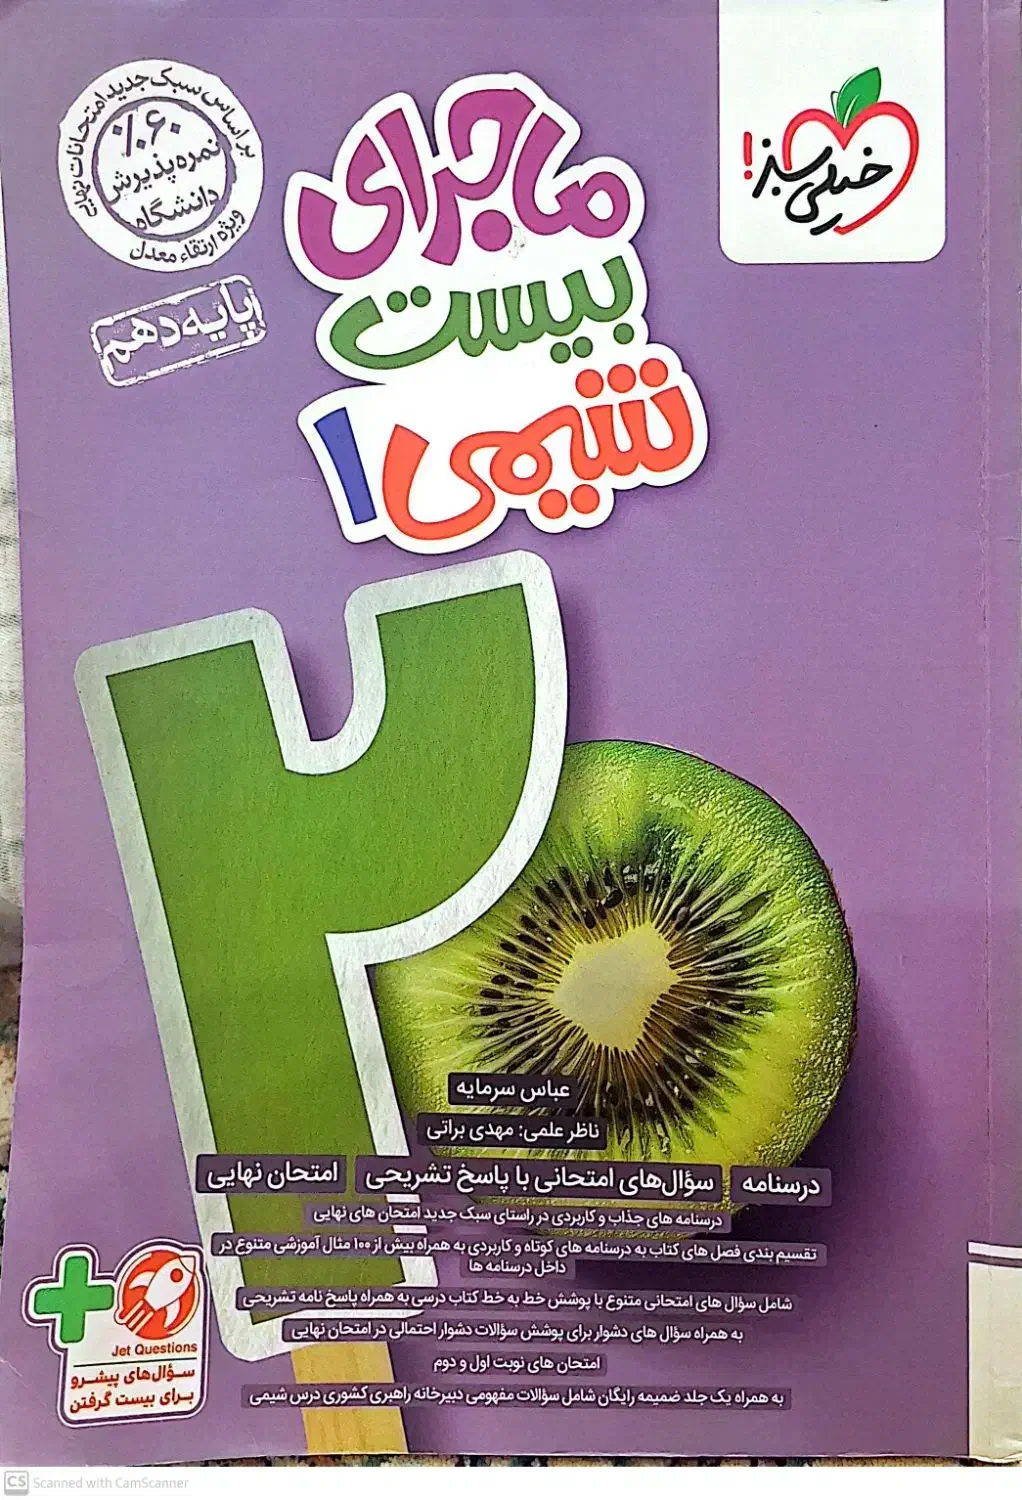 خیلی سبز!
بر اساس سبک جدید امتحانات نهایی
۶۰٪
نمره پذیرش
دانشگاه
ویژه ارتقاء معدل
پایه دهم
ماجرای
بیست
شیمی ۱
۲
عباس سرمایه
ناظر علمی: مهدی براتی
درسنامه سؤال‌های امتحانی با پاسخ تشریحی امتحان نهایی
درسنامه های جذاب و کاربردی در راستای سبک جدید امتحان های نهایی
تقسیم بندی فصل های کتاب به درسنامه های کوتاه و کاربردی به همراه بیش از ۱۰۰ مثال آموزشی متنوع در
داخل درسنامه ها
شامل سؤال های امتحانی متنوع با پوشش خط به خط کتاب درسی به همراه پاسخ نامه تشریحی
به همراه سؤال های دشوار برای پوشش سؤالات دشوار احتمالی در امتحان نهایی
امتحان های نوبت اول و دوم
به همراه یک جلد ضمیمه رایگان شامل سؤالات مفهومی دبیرخانه راهبری کشوری درس شیمی
Jet Questions
سؤال‌های پیشرو
برای بیست گرفتن
CS Scanned with CamScanner